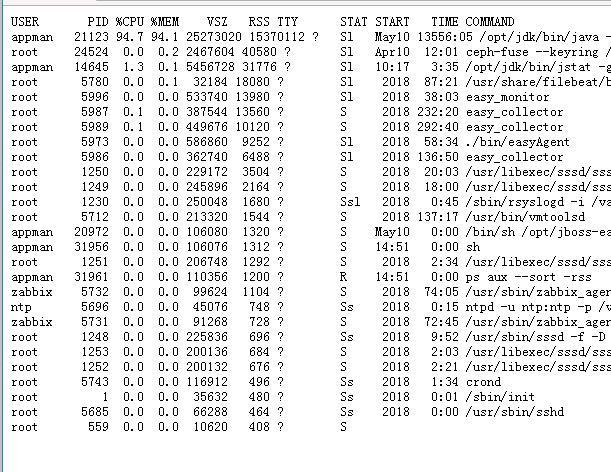 USER PID %CPU %MEM VSZ RSS TTY STAT START TIME COMMAND
appman 21123 94.7 94.1 25273020 15370112 ? Sl May10 13556:05 /opt/jdk/bin/java -
root 24524 0.0 0.2 2467604 40580 ? Sl Apr10 12:01 ceph-fuse --keyring /
appman 14645 1.3 0.1 5456728 31776 ? Sl 10:17 3:35 /opt/jdk/bin/jstat -g
root 5780 0.0 0.1 32184 18080 ? Sl 2018 87:21 /usr/share/filebeat/b
root 5996 0.0 0.0 533740 13980 ? Sl 2018 38:03 easy_monitor
root 5987 0.1 0.0 387544 13560 ? S 2018 232:20 easy_collector
root 5989 0.1 0.0 449676 10120 ? S 2018 292:40 easy_collector
root 5973 0.0 0.0 586860 9252 ? Sl 2018 58:34 ./bin/easyAgent
root 5986 0.0 0.0 362740 6488 ? Sl 2018 136:50 easy_collector
root 1250 0.0 0.0 229172 3504 ? S 2018 20:03 /usr/libexec/sssd/sss
root 1249 0.0 0.0 245896 2164 ? S 2018 18:00 /usr/libexec/sssd/sss
root 1230 0.0 0.0 250048 1680 ? Ssl 2018 0:45 /sbin/rsyslogd -i /va
root 5712 0.0 0.0 213320 1544 ? S 2018 137:17 /usr/bin/vmtoolsd
appman 20972 0.0 0.0 106080 1320 ? S May10 0:00 /bin/sh /opt/jboss-ea
appman 31956 0.0 0.0 106076 1312 ? S 14:51 0:00 sh
root 1251 0.0 0.0 206748 1292 ? S 2018 2:34 /usr/libexec/sssd/sss
appman 31961 0.0 0.0 110356 1200 ? R 14:51 0:00 ps aux --sort -rss
zabbix 5732 0.0 0.0 99624 1104 ? S 2018 74:05 /usr/sbin/zabbix_agen
ntp 5696 0.0 0.0 45076 748 ? Ss 2018 0:15 ntpd -u ntp:ntp -p /v
zabbix 5731 0.0 0.0 91268 728 ? S 2018 72:45 /usr/sbin/zabbix_agen
root 1248 0.0 0.0 225836 696 ? Ss 2018 9:52 /usr/sbin/sssd -f -D
root 1253 0.0 0.0 200136 684 ? S 2018 2:03 /usr/libexec/sssd/sss
root 1252 0.0 0.0 200132 676 ? S 2018 2:21 /usr/libexec/sssd/sss
root 5743 0.0 0.0 116912 496 ? Ss 2018 1:34 crond
root 1 0.0 0.0 35632 480 ? Ss 2018 0:01 /sbin/init
root 5685 0.0 0.0 66288 464 ? Ss 2018 0:00 /usr/sbin/sshd
root 559 0.0 0.0 10620 408 ? S